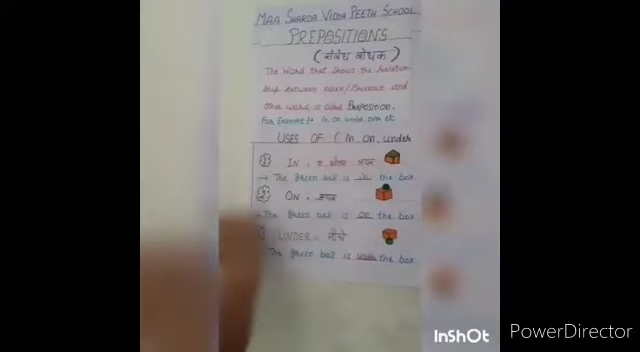 MAA SHARDA VIDYA PEETH SCHOOL
PREPOSITIONS
(संबंध बोधक)
The word that shows the relation-
ship between noun/Pronoun and
other word is called PREPOSITION.
For Example :- in, on, under, over etc
USES OF (In, on, under
1 IN =
→ The green ball is in the box
2 ON = ऊपर
→ The green ball is on the box
UNDER = नीचे
The green ball is under the box
InShOt
PowerDirector